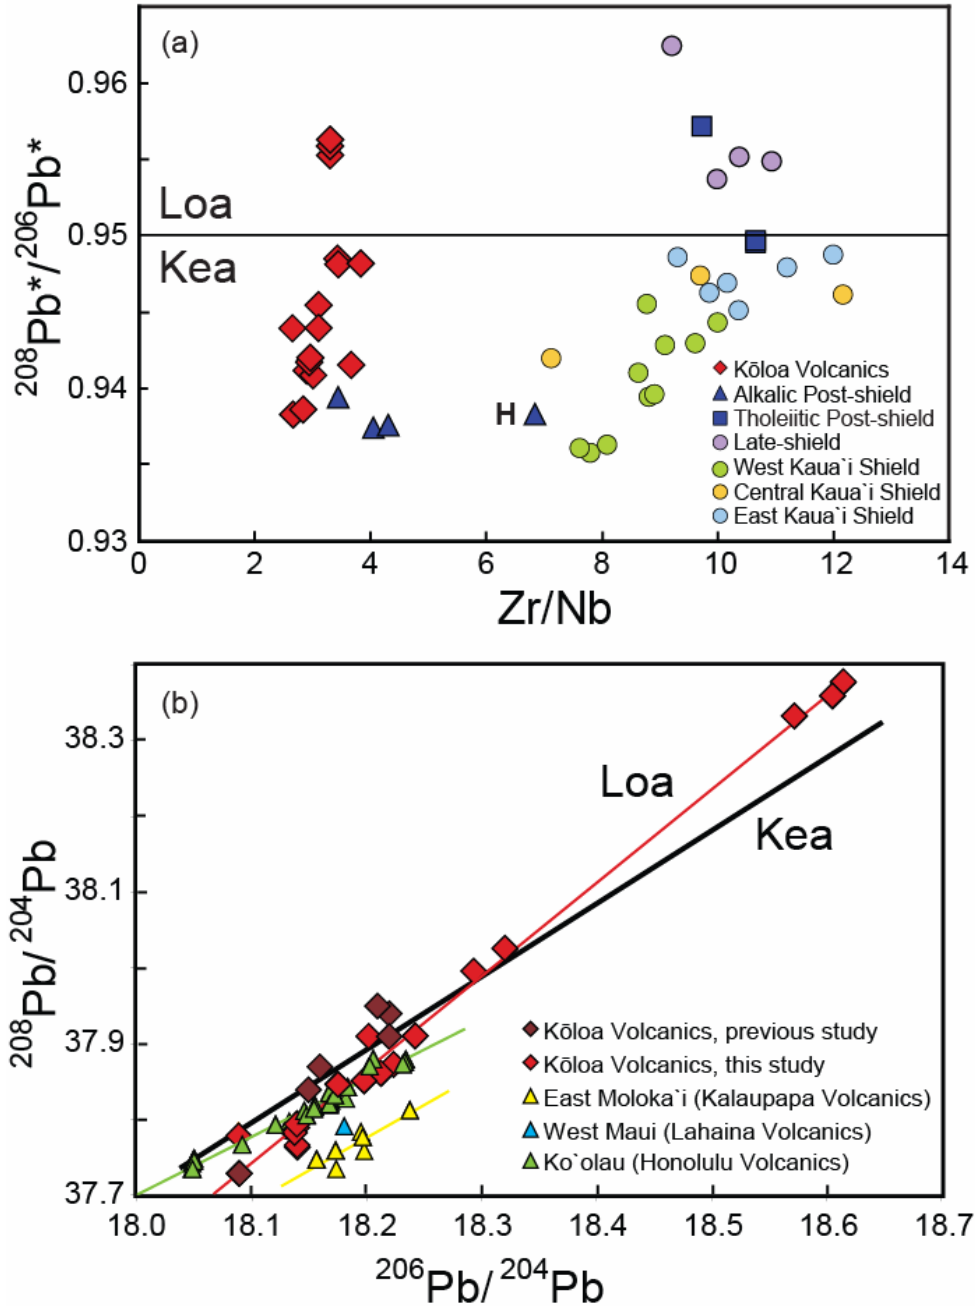 (a)
0.96
0.95
0.94
0.93
208Pb*/206Pb*
Loa
Kea
H
Kōloa Volcanics
Alkalic Post-shield
Tholeiitic Post-shield
Late-shield
West Kaua`i Shield
Central Kaua`i Shield
East Kaua`i Shield
0 2 4 6 8 10 12 14
Zr/Nb
(b)
38.3
38.1
37.9
37.7
208Pb/ 204Pb
Loa
Kea
Kōloa Volcanics, previous study
Kōloa Volcanics, this study
East Moloka`i (Kalaupapa Volcanics)
West Maui (Lahaina Volcanics)
Ko`olau (Honolulu Volcanics)
18.0 18.1 18.2 18.3 18.4 18.5 18.6 18.7
206Pb/ 204Pb